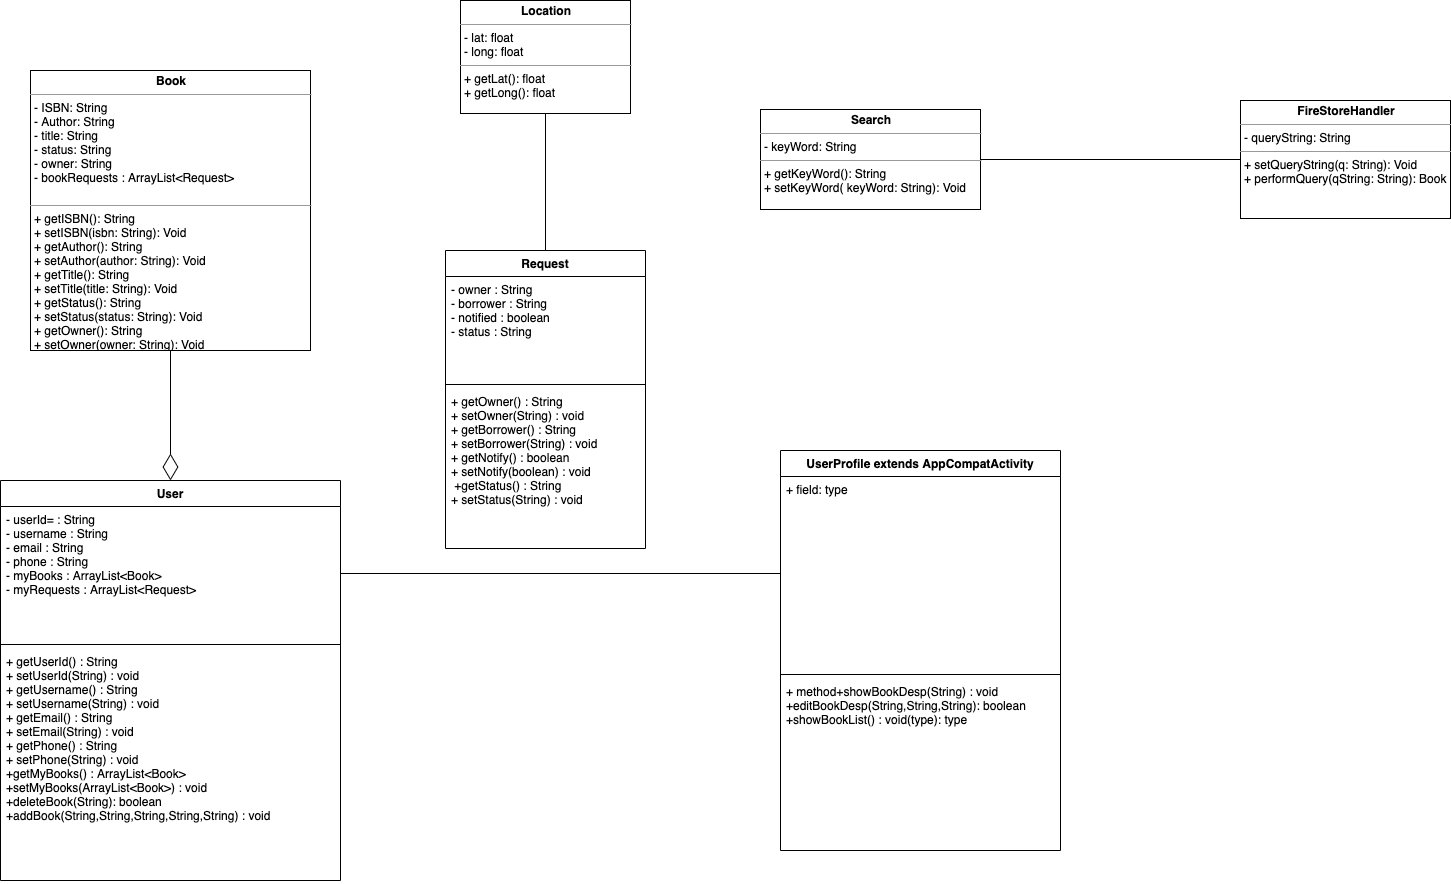 Location
- lat: float
- long: float
+ getLat(): float
+ getLong(): float
Book
- ISBN: String
- Author: String
- title: String
- status: String
- owner: String
- bookRequests : ArrayList<Request>
+ getISBN(): String
+ setISBN(isbn: String): Void
+ getAuthor(): String
+ setAuthor(author: String): Void
+ getTitle(): String
+ setTitle(title: String): Void
+ getStatus(): String
+ setStatus(status: String): Void
+ getOwner(): String
+ setOwner(owner: String): Void
Search
- keyWord: String
+ getKeyWord(): String
+ setKeyWord( keyWord: String): Void
FireStoreHandler
- queryString: String
+ setQueryString(q: String): Void
+ performQuery(qString: String): Book
Request
- owner : String
- borrower : String
- notified : boolean
- status : String
+ getOwner() : String
+ setOwner(String) : void
+ getBorrower() : String
+ setBorrower(String) : void
+ getNotify() : boolean
+ setNotify(boolean) : void
+getStatus() : String
+ setStatus(String) : void
User
- userId= : String
- username : String
- email : String
- phone : String
- myBooks : ArrayList<Book>
- myRequests : ArrayList<Request>
+ getUserId() : String
+ setUserId(String) : void
+ getUsername() : String
+ setUsername(String) : void
+ getEmail() : String
+ setEmail(String) : void
+ getPhone() : String
+ setPhone(String) : void
+getMyBooks() : ArrayList<Book>
+setMyBooks(ArrayList<Book>) : void
+deleteBook(String): boolean
+addBook(String,String,String,String,String) : void
UserProfile extends AppCompatActivity
+ field: type
+ method+showBookDesp(String) : void
+editBookDesp(String,String,String): boolean
+showBookList() : void(type): type